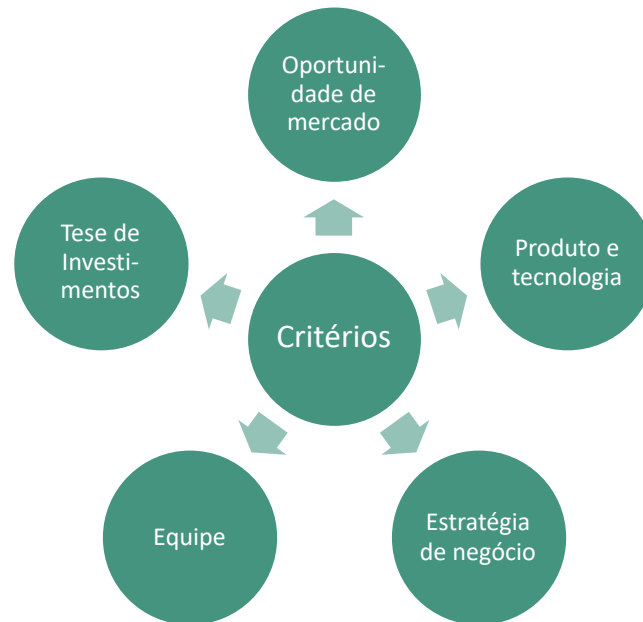 Oportuni-
dade de
mercado
Tese de
Investi-
mentos
Produto e
tecnologia
Critérios
Equipe
Estratégia
de negócio